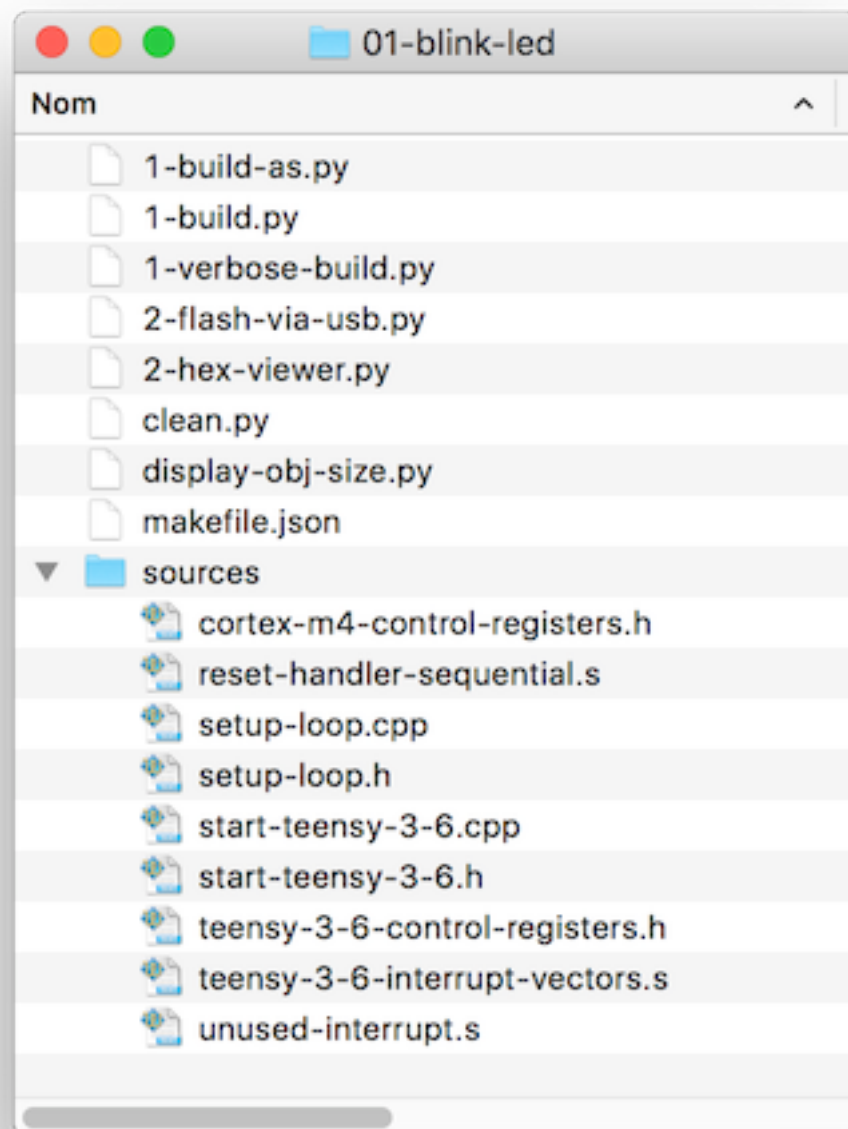 01-blink-led
Nom
1-build-as.py
1-build.py
1-verbose-build.py
2-flash-via-usb.py
2-hex-viewer.py
clean.py
display-obj-size.py
makefile.json
sources
cortex-m4-control-registers.h
reset-handler-sequential.s
setup-loop.cpp
setup-loop.h
start-teensy-3-6.cpp
start-teensy-3-6.h
teensy-3-6-control-registers.h
teensy-3-6-interrupt-vectors.s
unused-interrupt.s